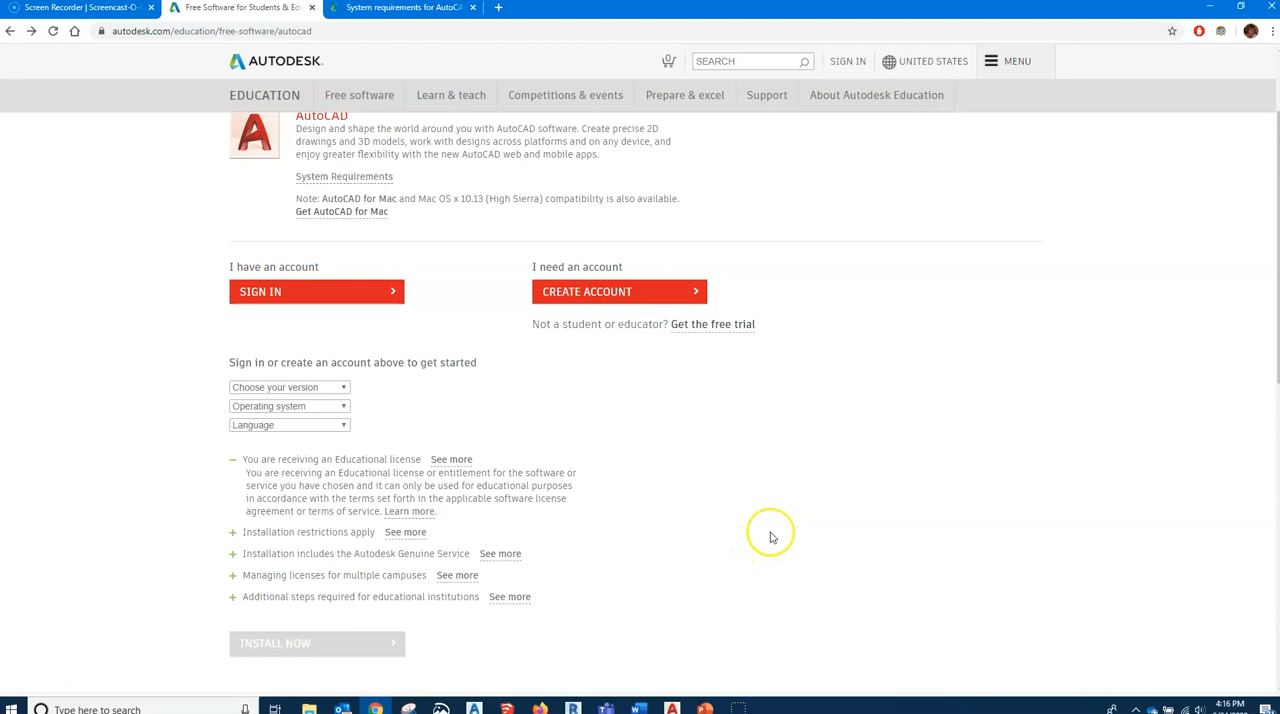 Screen Recorder | Screencast-O-
Free Software for Students & Ed
System requirements for AutoCA
autodesk.com/education/free-software/autocad
AUTODESK.
SEARCH
SIGN IN
UNITED STATES
MENU
EDUCATION
Free software
Learn & teach
Competitions & events
Prepare & excel
Support
About Autodesk Education
AutoCAD
Design and shape the world around you with AutoCAD software. Create precise 2D
drawings and 3D models, work with designs across platforms and on any device, and
enjoy greater flexibility with the new AutoCAD web and mobile apps.
System Requirements
Note: AutoCAD for Mac and Mac OS x 10.13 (High Sierra) compatibility is also available.
Get AutoCAD for Mac
I have an account
I need an account
SIGN IN
CREATE ACCOUNT
Not a student or educator? Get the free trial
Sign in or create an account above to get started
Choose your version
Operating system
Language
You are receiving an Educational license See more
You are receiving an Educational license or entitlement for the software or
service you have chosen and it can only be used for educational purposes
in accordance with the terms set forth in the applicable software license
agreement or terms of service. Learn more.
Installation restrictions apply See more
Installation includes the Autodesk Genuine Service See more
Managing licenses for multiple campuses See more
Additional steps required for educational institutions See more
INSTALL NOW
Type here to search
4:16 PM